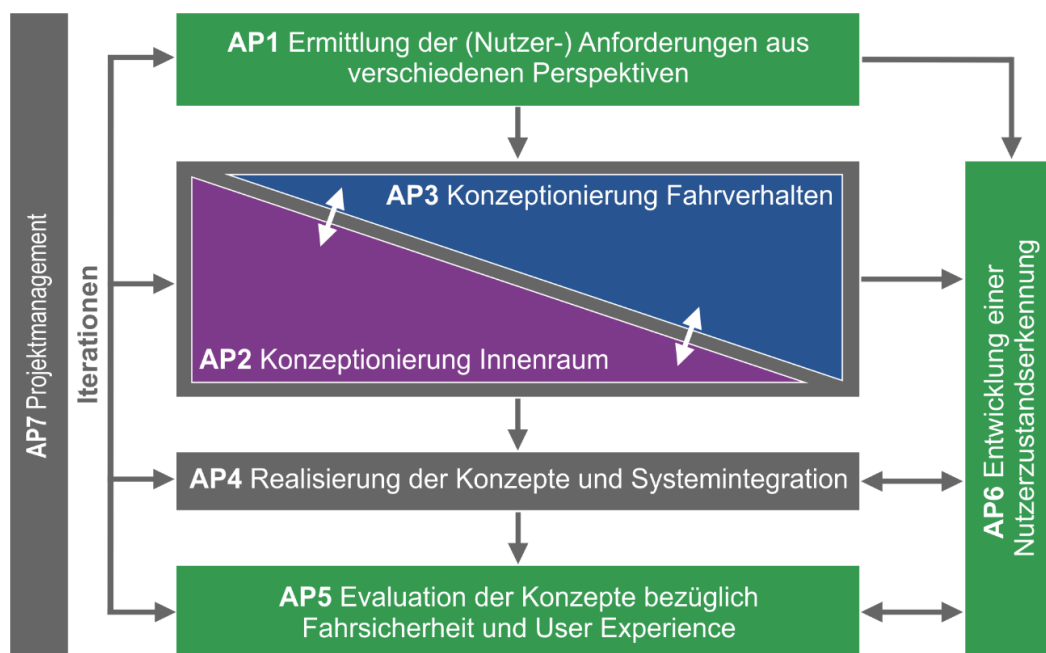 AP7 Projektmanagement
Iterationen
AP1 Ermittlung der (Nutzer-) Anforderungen aus
verschiedenen Perspektiven
AP3 Konzeptionierung Fahrverhalten
AP2 Konzeptionierung Innenraum
AP4 Realisierung der Konzepte und Systemintegration
AP5 Evaluation der Konzepte bezüglich
Fahrsicherheit und User Experience
AP6 Entwicklung einer
Nutzerzustandserkennung